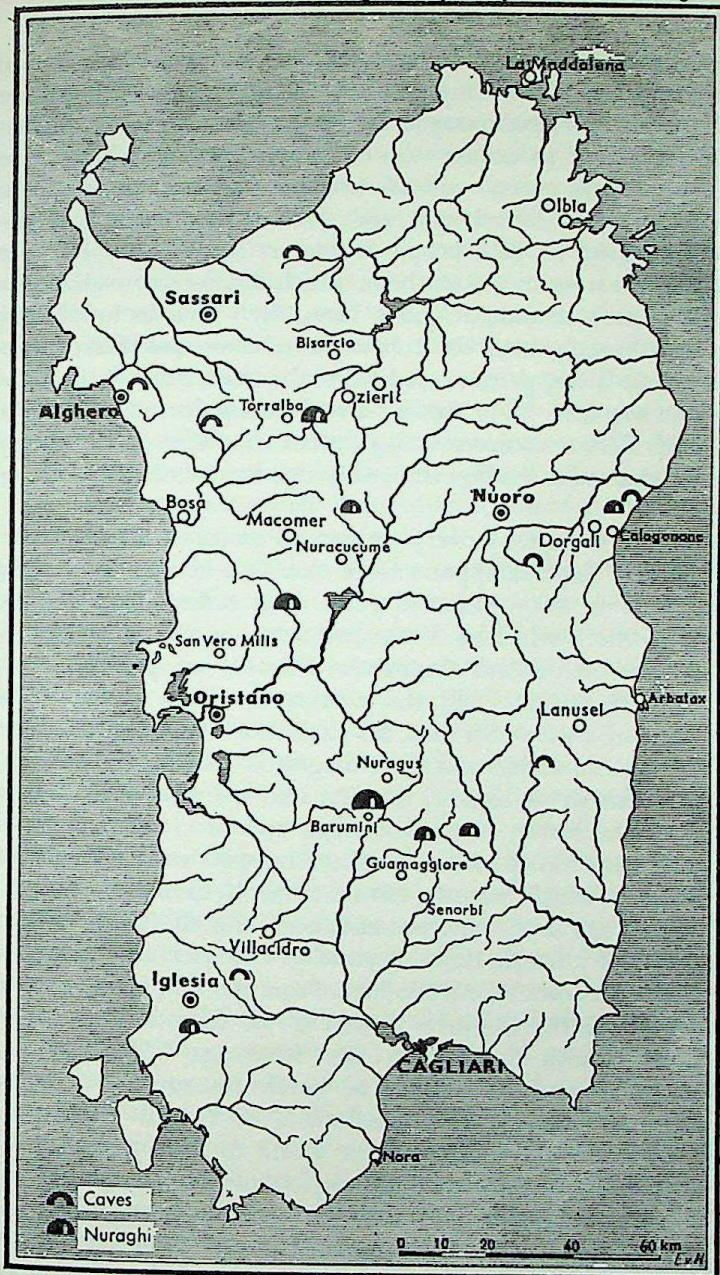 La Maddalena
Olbia
Sassari
Bisarcio
Ozieri
Torralba
Alghero
Bosa
Macomer
Nuoro
Nuracucume
Dorgali
Calagonone
San Vero Milis
Oristano
Lanusei
Arbatax
Nuragus
Barumini
Guamaggiore
Senorbi
Villacidro
Iglesia
CAGLIARI
Nora
Caves
Nuraghi
0 10 20 40 60 km
E.v.H.